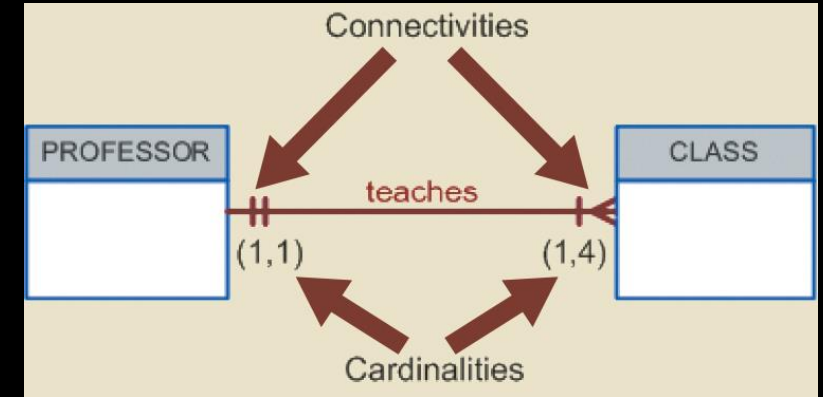 Connectivities
PROFESSOR
CLASS
teaches
(1,1)
(1,4)
Cardinalities